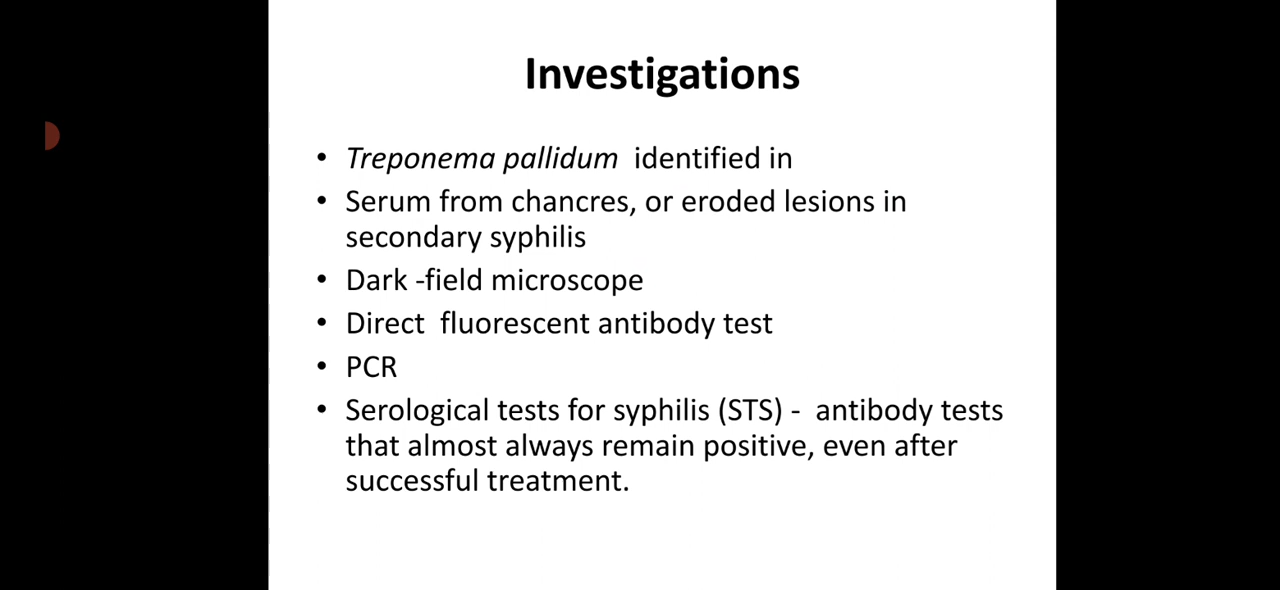 Investigations
• Treponema pallidum identified in
• Serum from chancres, or eroded lesions in
secondary syphilis
• Dark -field microscope
• Direct fluorescent antibody test
• PCR
• Serological tests for syphilis (STS) - antibody tests
that almost always remain positive, even after
successful treatment.